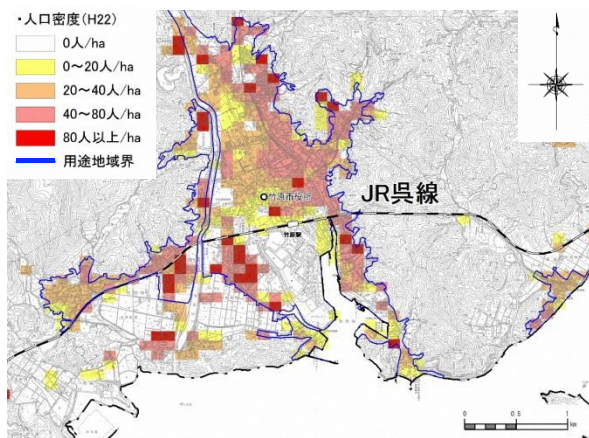 ・人口密度(H22)
0人/ha
0～20人/ha
20～40人/ha
40～80人/ha
80人以上/ha
用途地域界
竹原市役所
JR呉線
竹原駅
0 0.5 1
km